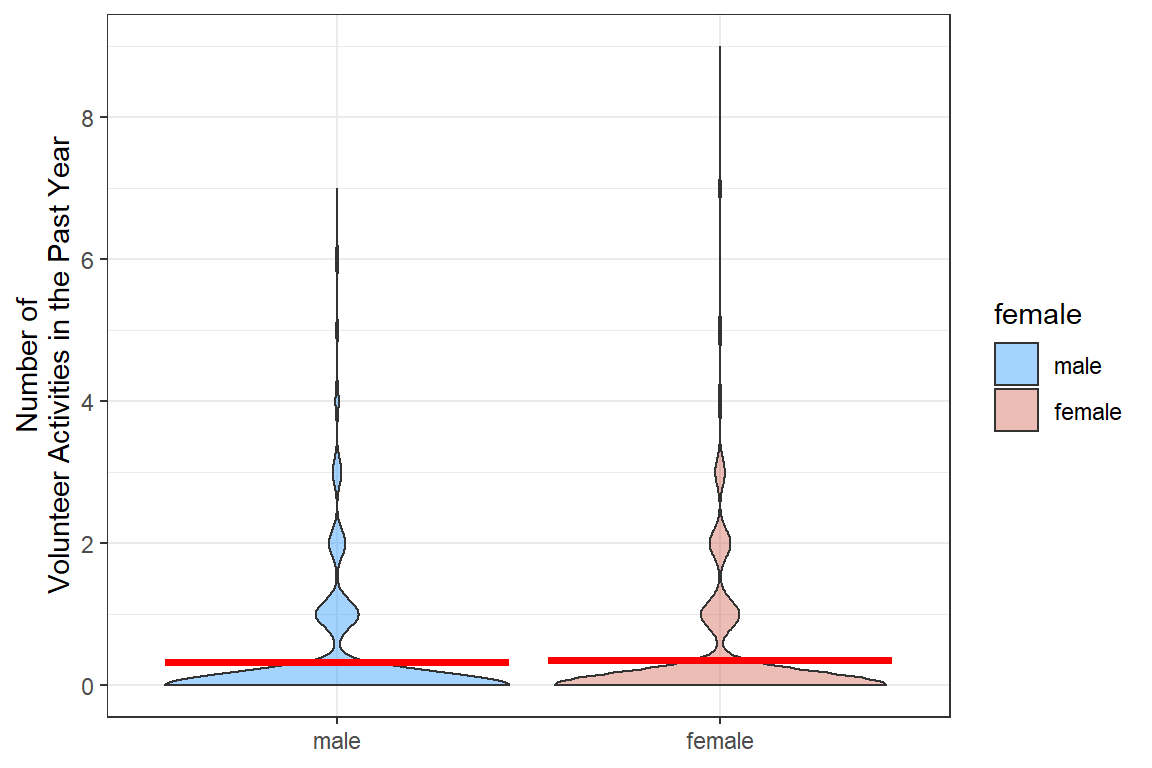 Number of
Volunteer Activities in the Past Year
8
6
4
2
0
male
female
female
male
female